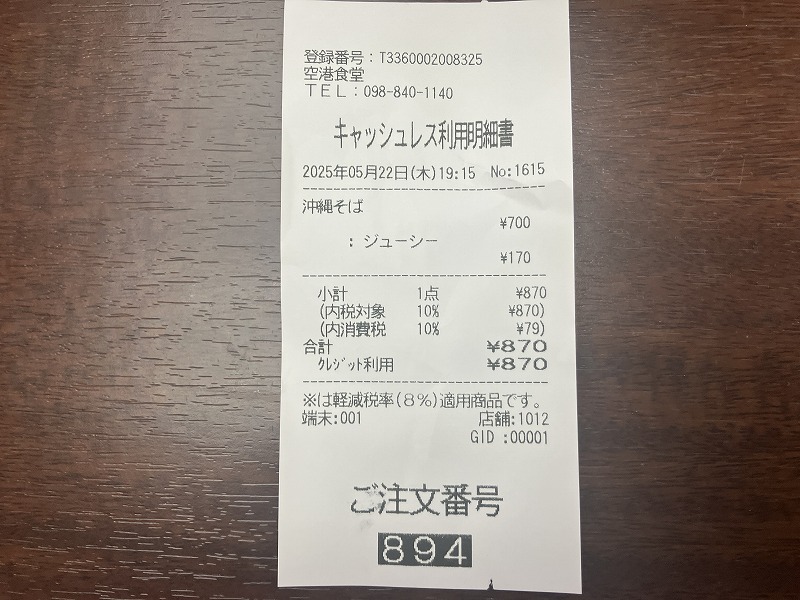 登録番号：T3360002008325
空港食堂
ＴＥＬ：098-840-1140
キャッシュレス利用明細書
2025年05月22日(木)19:15 No:1615
沖縄そば
¥700
：ジューシー
¥170
小計 1点 ¥870
(内税対象 10% ¥870)
(内消費税 10% ¥79)
合計 ¥870
ｸﾚｼﾞｯﾄ利用 ¥870
※は軽減税率(８%)適用商品です。
端末:001 店舗:1012
GID :00001
ご注文番号
894